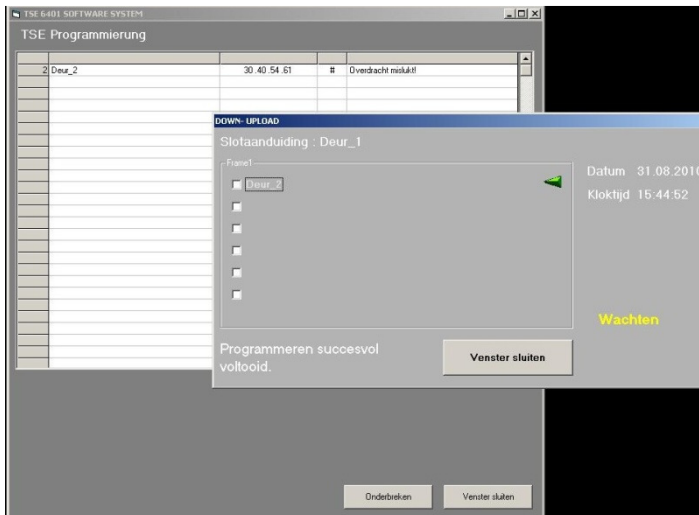 TSE 6401 SOFTWARE SYSTEM
TSE Programmierung
2 Deur_2 30.40.54.61 # Overdracht mislukt!
DOWN- UPLOAD
Slotaanduiding : Deur_1
Frame1
Deur_2
Datum 31.08.2010
Kloktijd 15:44:52
Wachten
Programmeren succesvol
voltooid.
Venster sluiten
Onderbreken Venster sluiten